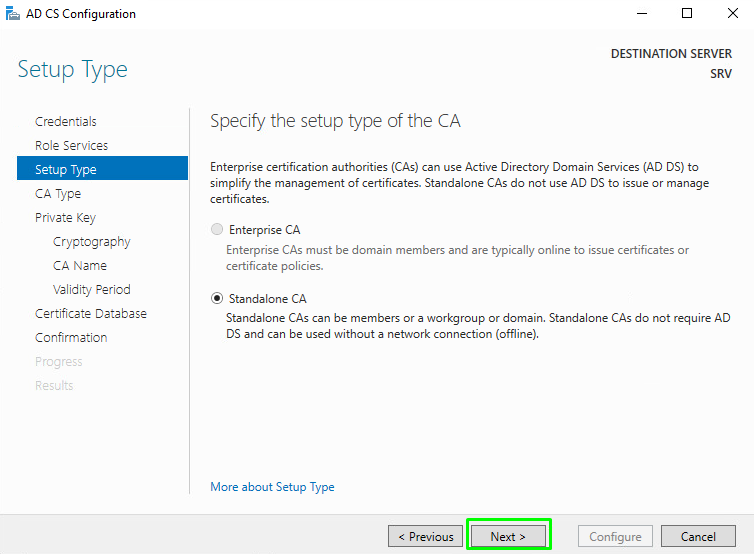 AD CS Configuration
Setup Type
DESTINATION SERVER
SRV
Credentials
Role Services
Setup Type
CA Type
Private Key
Cryptography
CA Name
Validity Period
Certificate Database
Confirmation
Progress
Results
Specify the setup type of the CA
Enterprise certification authorities (CAs) can use Active Directory Domain Services (AD DS) to
simplify the management of certificates. Standalone CAs do not use AD DS to issue or manage
certificates.
Enterprise CA
Enterprise CAs must be domain members and are typically online to issue certificates or
certificate policies.
Standalone CA
Standalone CAs can be members or a workgroup or domain. Standalone CAs do not require AD
DS and can be used without a network connection (offline).
More about Setup Type
< Previous
Next >
Configure
Cancel